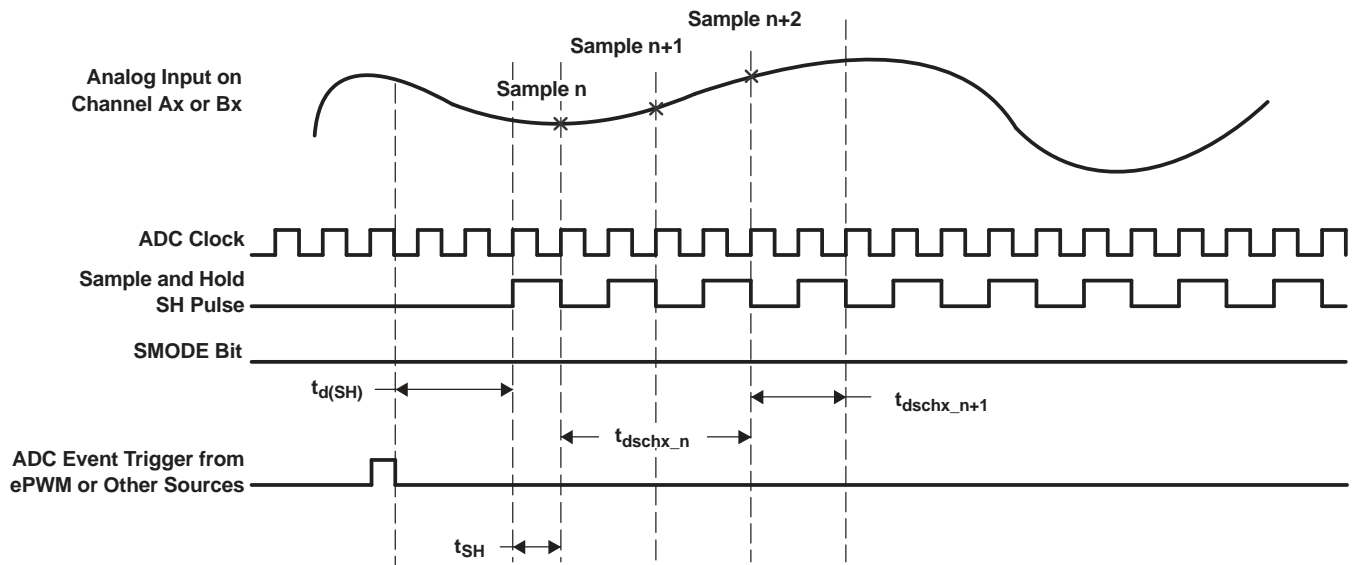 Sample n+2
Sample n+1
Analog Input on
Channel Ax or Bx
Sample n
ADC Clock
Sample and Hold
SH Pulse
SMODE Bit
td(SH)
tdschx_n+1
tdschx_n
ADC Event Trigger from
ePWM or Other Sources
tSH